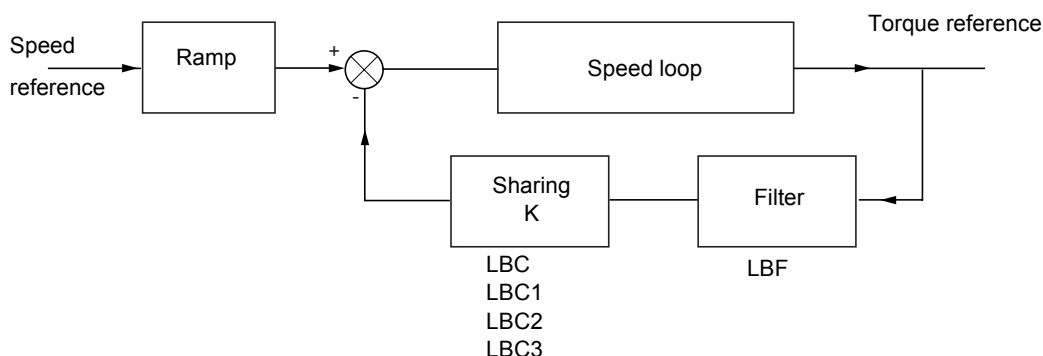 Speed
reference
Ramp
+
-
Speed loop
Torque reference
Sharing
K
Filter
LBC
LBC1
LBC2
LBC3
LBF